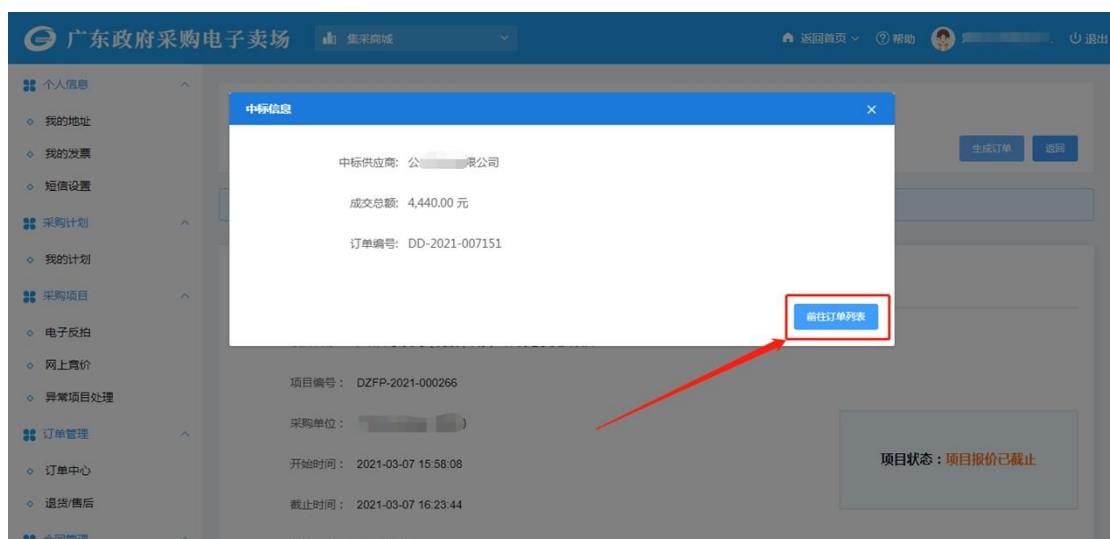 广东政府采购电子卖场
集采商城
返回首页
帮助
退出
个人信息
我的地址
我的发票
短信设置
采购计划
我的计划
采购项目
电子反拍
网上竞价
异常项目处理
订单管理
订单中心
退货/售后
合同管理
中标信息
中标供应商: 公 限公司
成交总额: 4,440.00 元
订单编号: DD-2021-007151
前往订单列表
生成订单
返回
项目编号: DZFP-2021-000266
采购单位:
开始时间: 2021-03-07 15:58:08
截止时间: 2021-03-07 16:23:44
项目状态:项目报价已截止